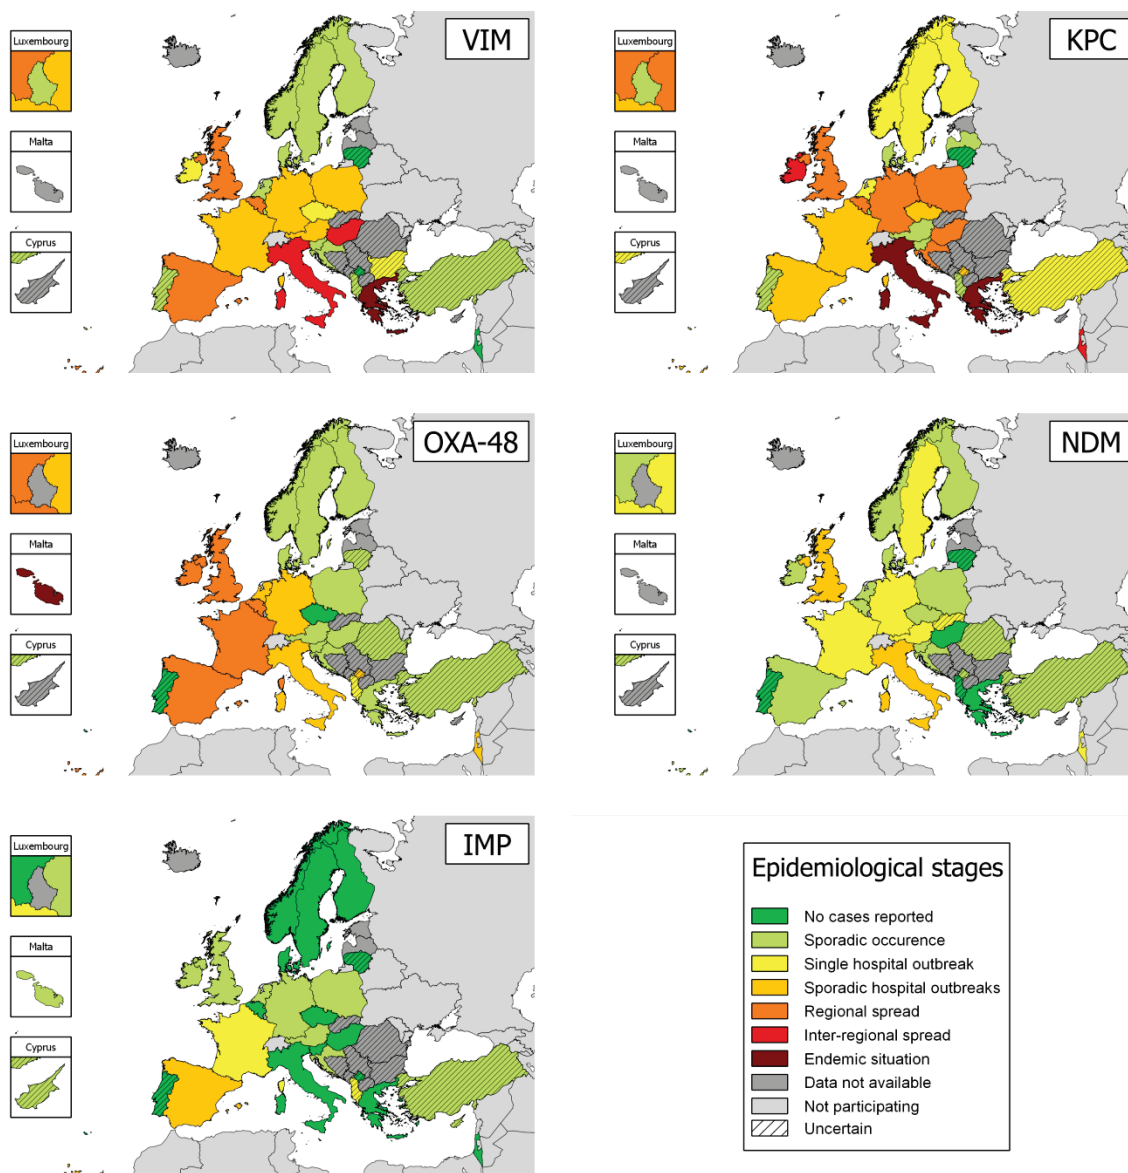 VIM
Luxembourg
Malta
Cyprus
KPC
Luxembourg
Malta
Cyprus
OXA-48
Luxembourg
Malta
Cyprus
NDM
Luxembourg
Malta
Cyprus
IMP
Luxembourg
Malta
Cyprus
Epidemiological stages
No cases reported
Sporadic occurence
Single hospital outbreak
Sporadic hospital outbreaks
Regional spread
Inter-regional spread
Endemic situation
Data not available
Not participating
Uncertain